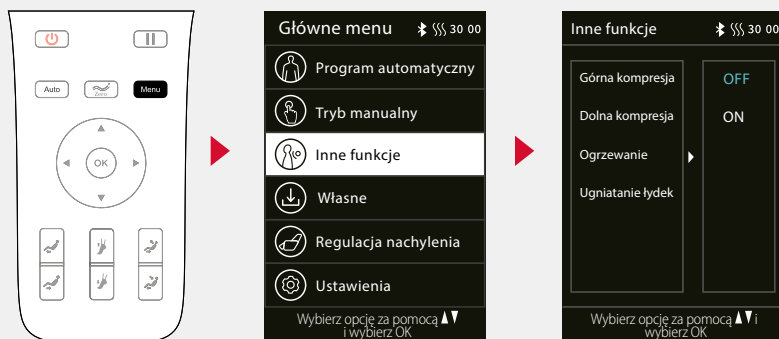 Auto
Zero
Menu
OK
Główne menu 30 00
Program automatyczny
Tryb manualny
Inne funkcje
Własne
Regulacja nachylenia
Ustawienia
Wybierz opcję za pomocą
i wybierz OK
Inne funkcje 30 00
Górna kompresja
Dolna kompresja
Ogrzewanie
Ugniatanie łydek
OFF
ON
Wybierz opcję za pomocą i
wybierz OK